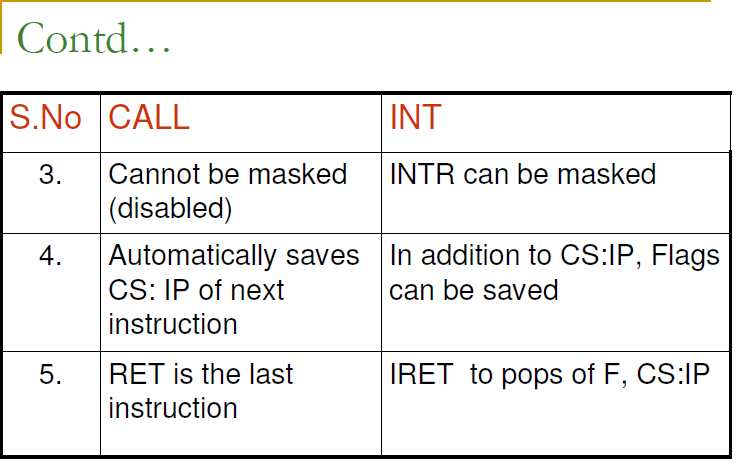 Contd…
S.No CALL INT
3. Cannot be masked INTR can be masked
(disabled)
4. Automatically saves In addition to CS:IP, Flags
CS: IP of next can be saved
instruction
5. RET is the last IRET  to pops of F, CS:IP
instruction